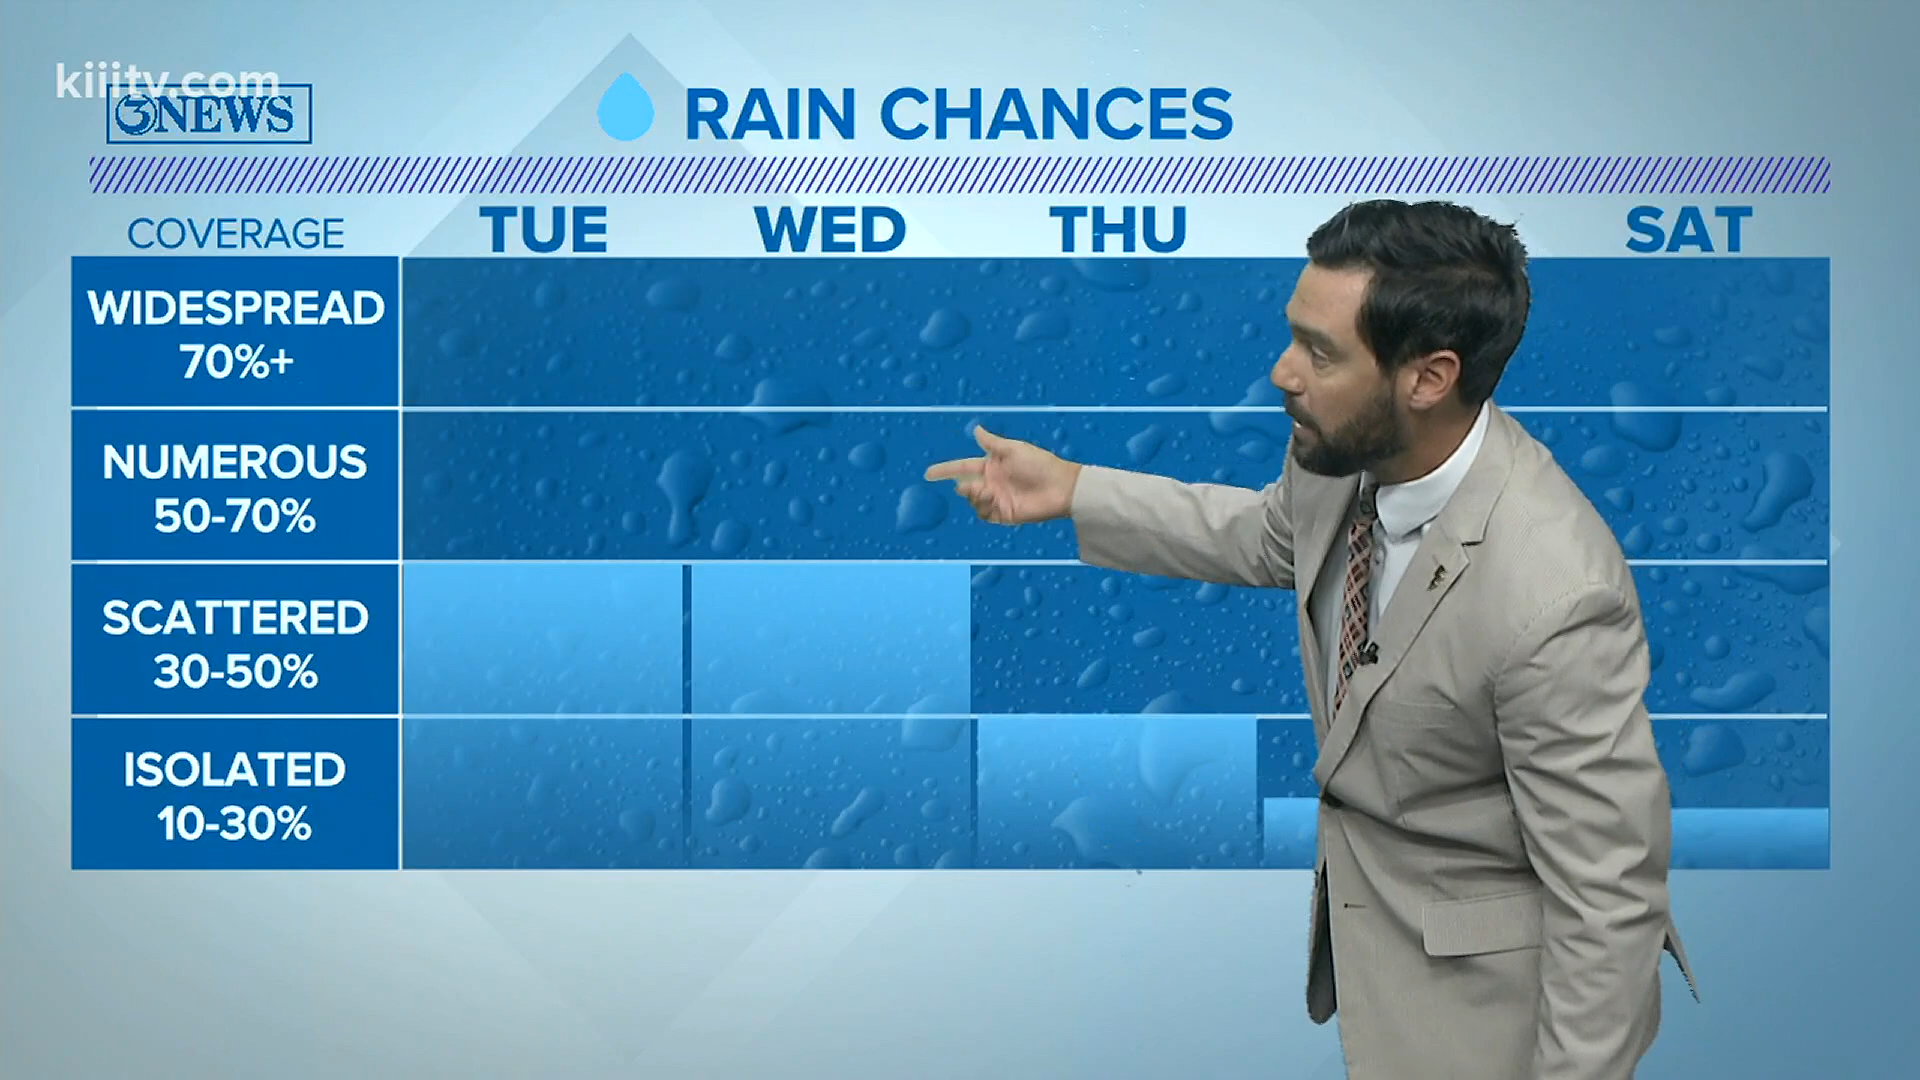 kiiitv.com
3NEWS
RAIN CHANCES
COVERAGE TUE WED THU SAT
WIDESPREAD
70%+
NUMEROUS
50-70%
SCATTERED
30-50%
ISOLATED
10-30%